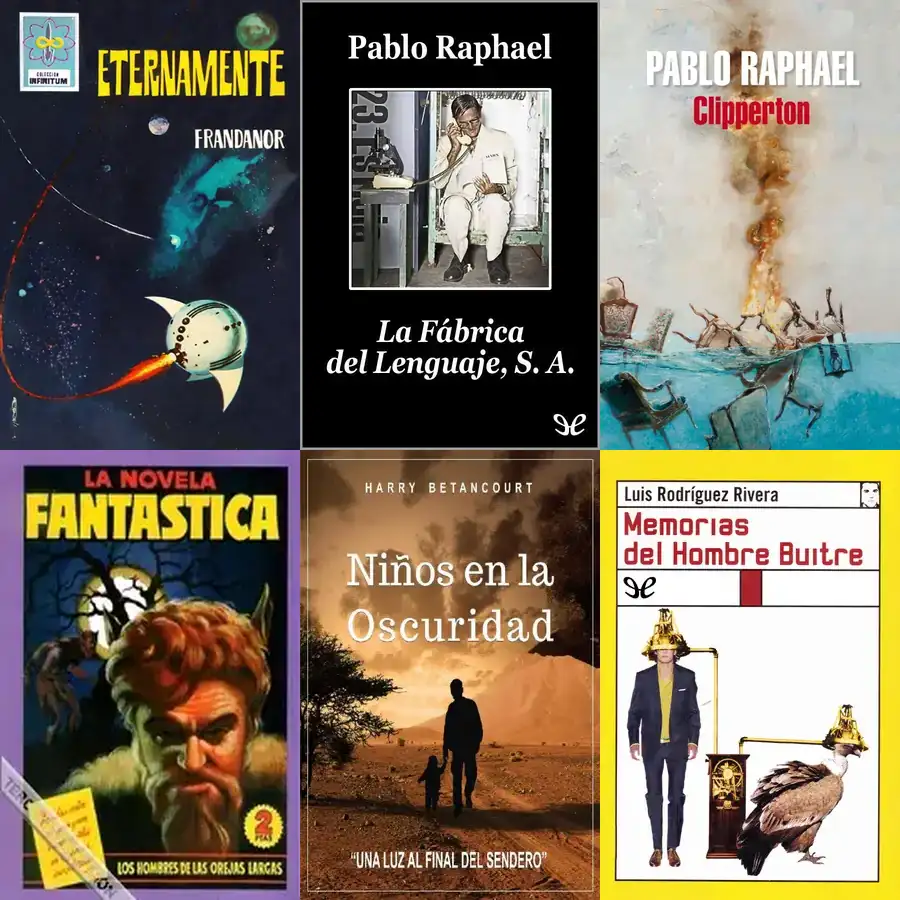 COLECCION
INFINITUM
ETERNAMENTE
FRANDANOR
Pablo Raphael
La Fábrica
del Lenguaje, S. A.
PABLO RAPHAEL
Clipperton
LA NOVELA
FANTASTICA
2
PTAS
LOS HOMBRES DE LAS OREJAS LARGAS
HARRY BETANCOURT
Niños en la
Oscuridad
"UNA LUZ AL FINAL DEL SENDERO"
Luis Rodríguez Rivera
Memorias
del Hombre Buitre